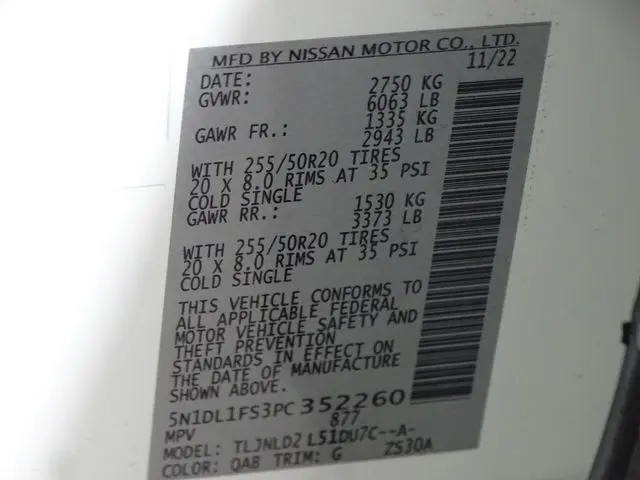 MFD BY NISSAN MOTOR CO., LTD.
DATE: 11/22
GVWR: 2750 KG
6063 LB
GAWR FR.: 1335 KG
2943 LB
WITH 255/50R20 TIRES
20 X 8.0 RIMS AT 35 PSI
COLD SINGLE
GAWR RR.: 1530 KG
3373 LB
WITH 255/50R20 TIRES
20 X 8.0 RIMS AT 35 PSI
COLD SINGLE
THIS VEHICLE CONFORMS TO
ALL APPLICABLE FEDERAL
MOTOR VEHICLE SAFETY AND
THEFT PREVENTION
STANDARDS IN EFFECT ON
THE DATE OF MANUFACTURE
SHOWN ABOVE.
5N1DL1FS3PC352260
MPV 877
MODEL: TLJNLD2 L51DU7C--A-
COLOR: QAB TRIM: G ZS30A